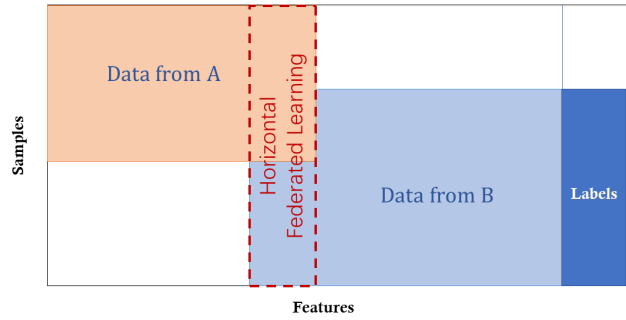 Data from A
Horizontal
Federated Learning
Samples
Data from B
Labels
Features